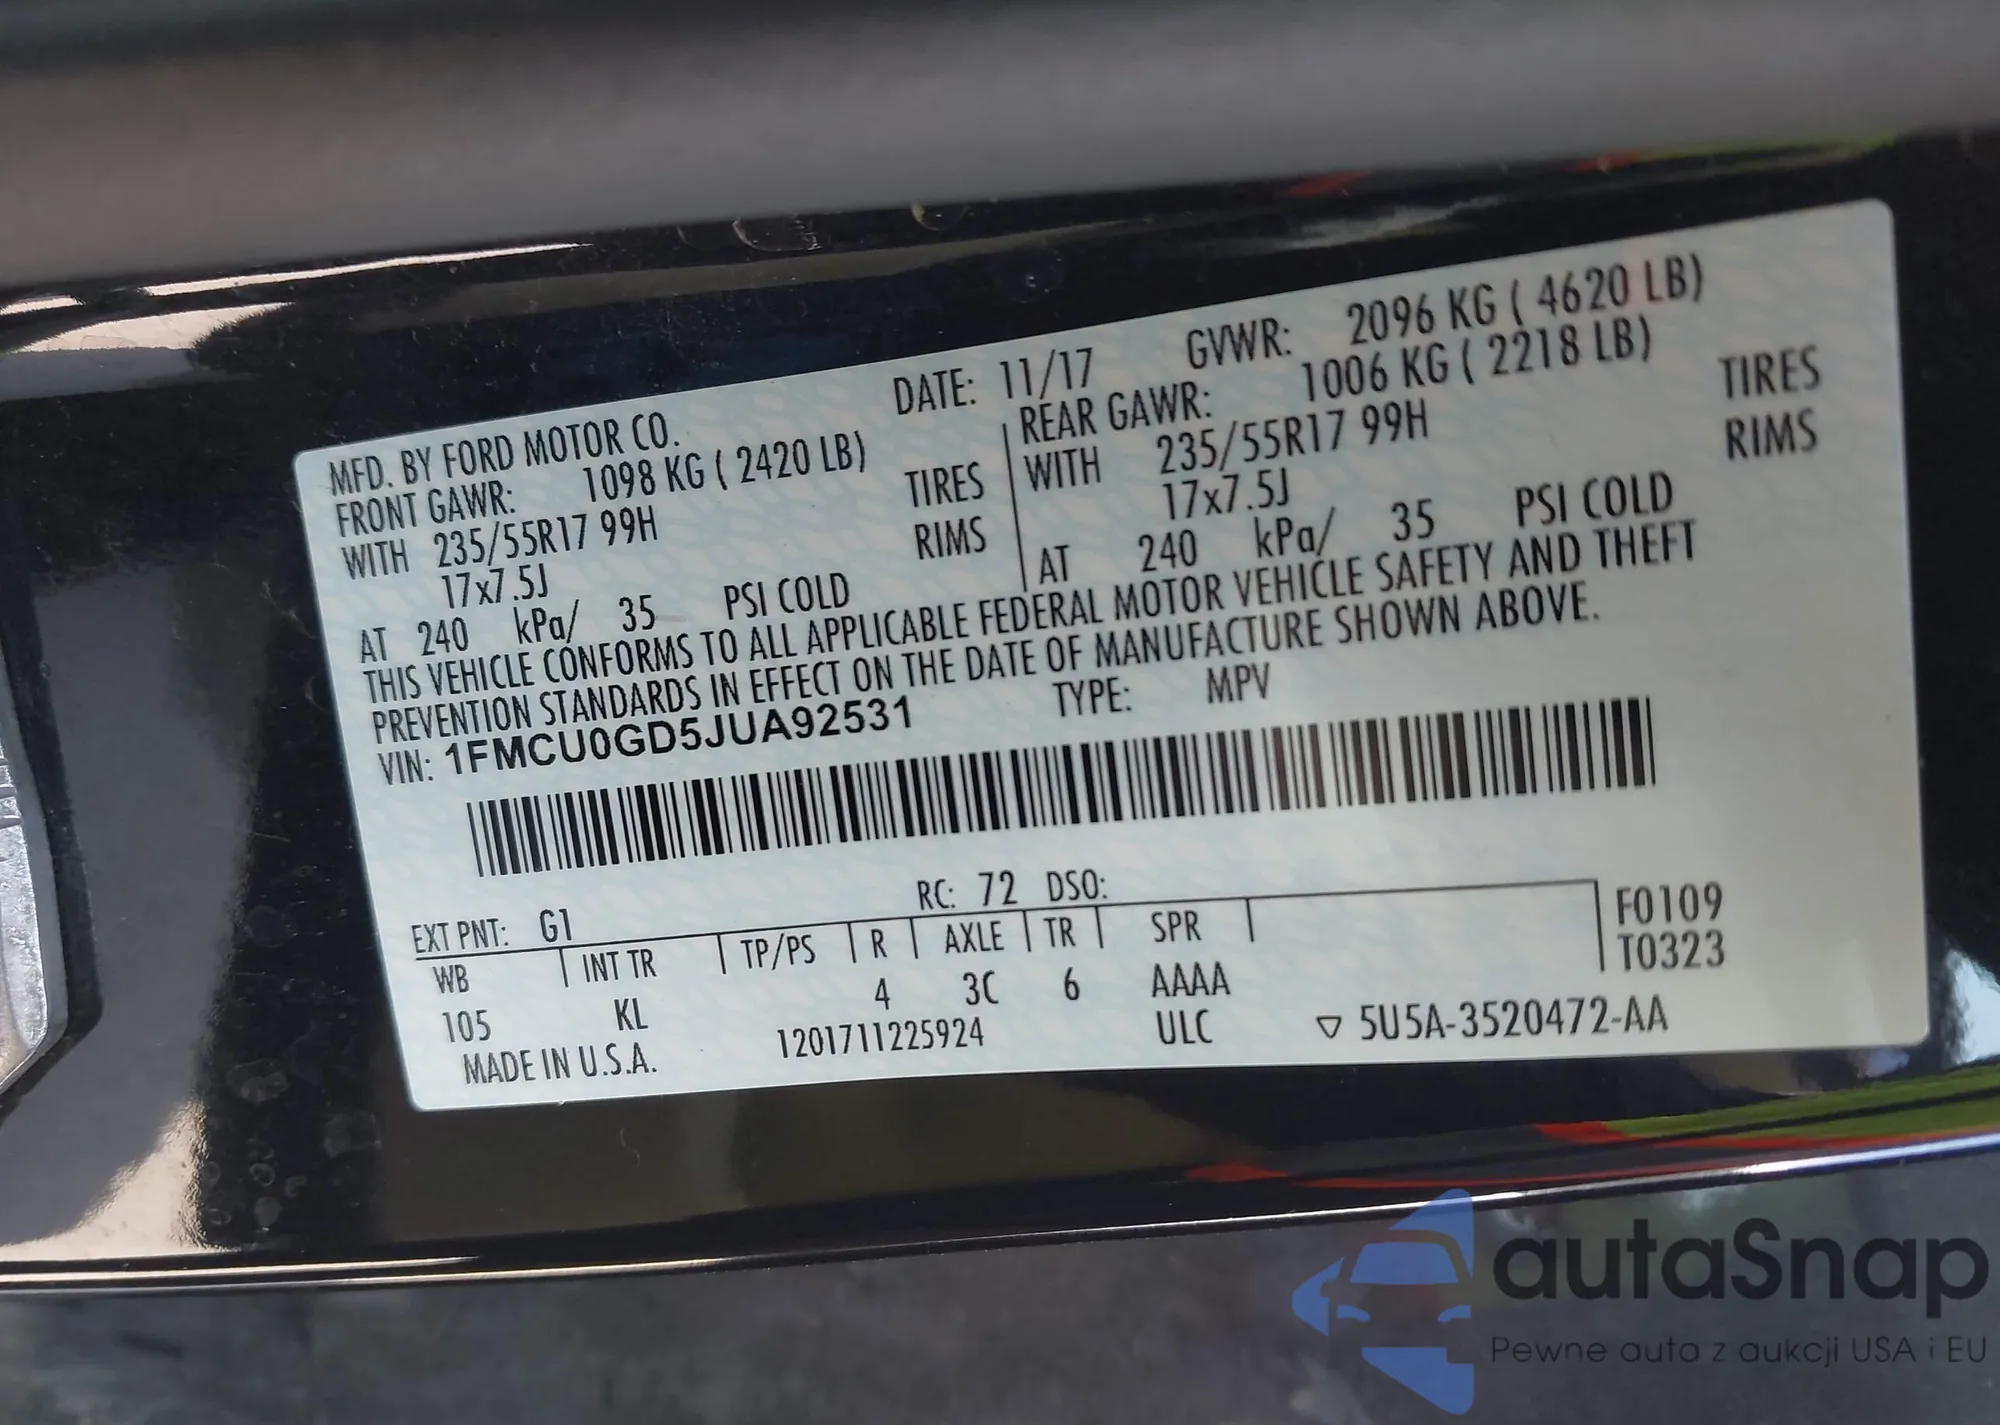 MFD. BY FORD MOTOR CO.
DATE: 11/17 GVWR: 2096 KG ( 4620 LB)
FRONT GAWR: 1098 KG ( 2420 LB)
WITH 235/55R17 99H TIRES
17x7.5J RIMS
AT 240 kPa/ 35 PSI COLD
REAR GAWR: 1006 KG ( 2218 LB)
WITH 235/55R17 99H TIRES
17x7.5J RIMS
AT 240 kPa/ 35 PSI COLD
THIS VEHICLE CONFORMS TO ALL APPLICABLE FEDERAL MOTOR VEHICLE SAFETY AND THEFT
PREVENTION STANDARDS IN EFFECT ON THE DATE OF MANUFACTURE SHOWN ABOVE.
VIN: 1FMCU0GD5JUA92531 TYPE: MPV
EXT PNT: G1 RC: 72 DSO:
WB INT TR TP/PS R AXLE TR SPR
105 KL 4 3C 6 AAAA
F0109
T0323
MADE IN U.S.A. 1201711225924 ULC ▽ 5U5A-3520472-AA
autaSnap
Pewne auta z aukcji USA i EU